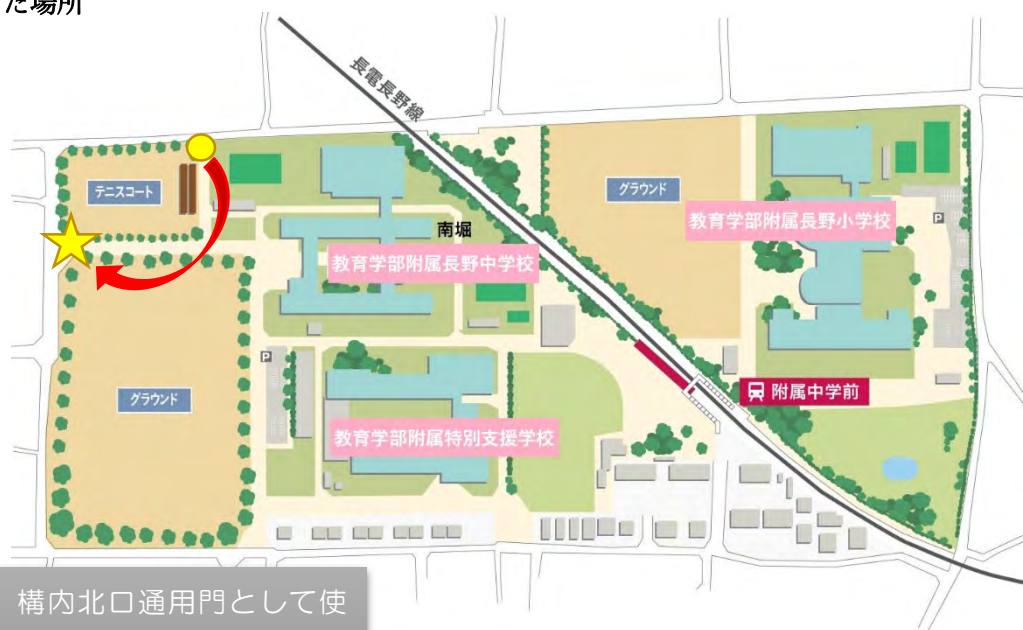 た場所
長電長野線
テニスコート
グラウンド
教育学部附属長野小学校
P
南堀
教育学部附属長野中学校
P
附属中学前
グラウンド
教育学部附属特別支援学校
構内北口通用門として使